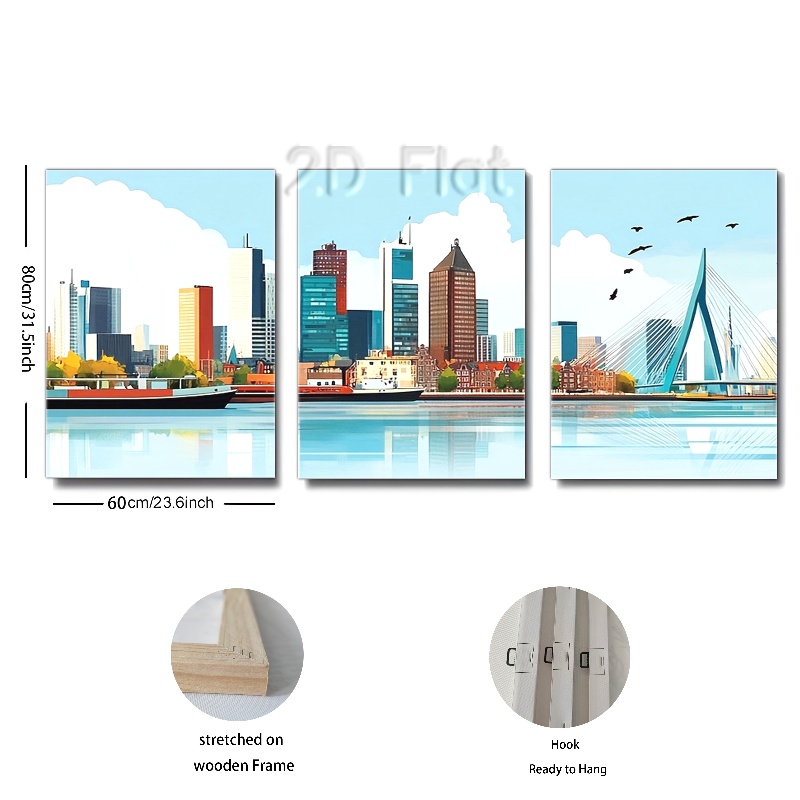 2D Flat
80cm/31.5inch
60cm/23.6inch
stretched on
wooden Frame
Hook
Ready to Hang